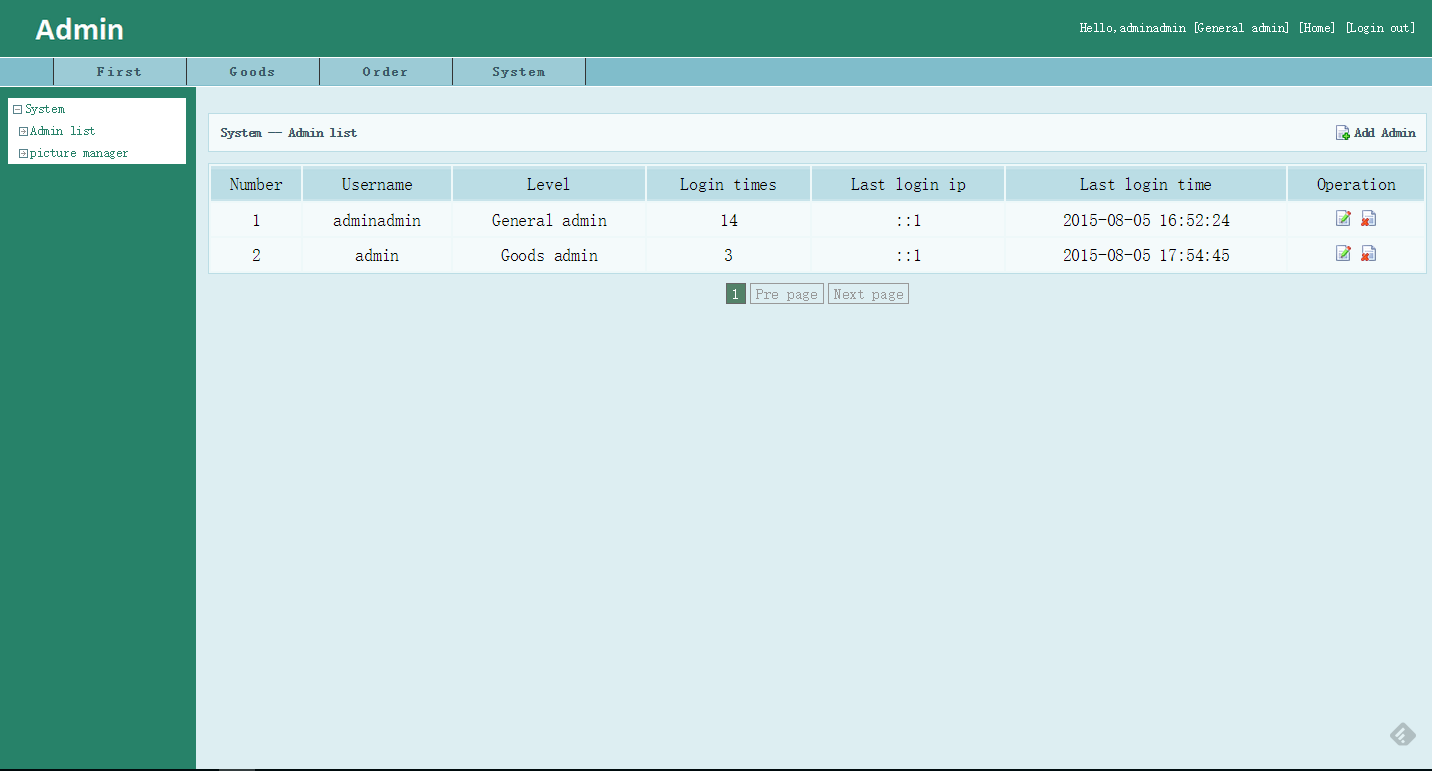 Admin
Hello,adminadmin [General admin] [Home] [Login out]
First Goods Order System
System
Admin list
picture manager
System — Admin list
Add Admin
Number Username Level Login times Last login ip Last login time Operation
1 adminadmin General admin 14 ::1 2015-08-05 16:52:24
2 admin Goods admin 3 ::1 2015-08-05 17:54:45
1 Pre page Next page